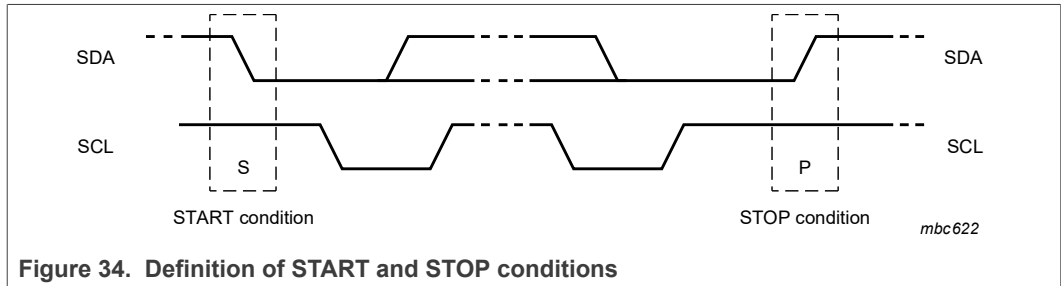 SDA
SDA
SCL
SCL
S
P
START condition
STOP condition
mbc622
Figure 34. Definition of START and STOP conditions